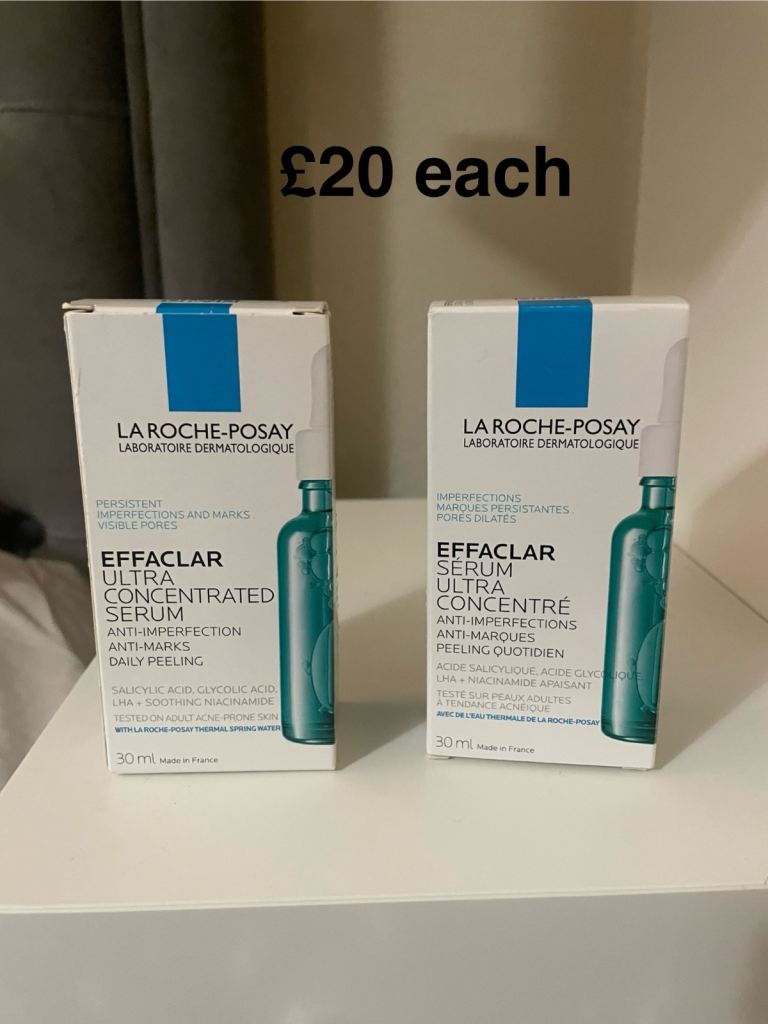 £20 each
LA ROCHE-POSAY
LABORATOIRE DERMATOLOGIQUE
PERSISTENT
IMPERFECTIONS AND MARKS.
VISIBLE PORES
EFFACLAR
ULTRA
CONCENTRATED
SERUM
ANTI-IMPERFECTION
ANTI-MARKS
DAILY PEELING
SALICYLIC ACID, GLYCOLIC ACID,
LHA + SOOTHING NIACINAMIDE
TESTED ON ADULT ACNE-PRONE SKIN
WITH LA ROCHE-POSAY THERMAL SPRING WATER
30 ml Made in France
LA ROCHE-POSAY
LABORATOIRE DERMATOLOGIQUE
IMPERFECTIONS
MARQUES PERSISTANTES.
PORES DILATÉS
EFFACLAR
SÉRUM
ULTRA
CONCENTRÉ
ANTI-IMPERFECTIONS
ANTI-MARQUES
PEELING QUOTIDIEN
ACIDE SALICYLIQUE, ACIDE GLYCOLIQUE,
LHA + NIACINAMIDE APAISANT
TESTÉ SUR PEAUX ADULTES
À TENDANCE ACNÉIQUE
AVEC DE L'EAU THERMALE DE LA ROCHE-POSAY
30 ml Made in France